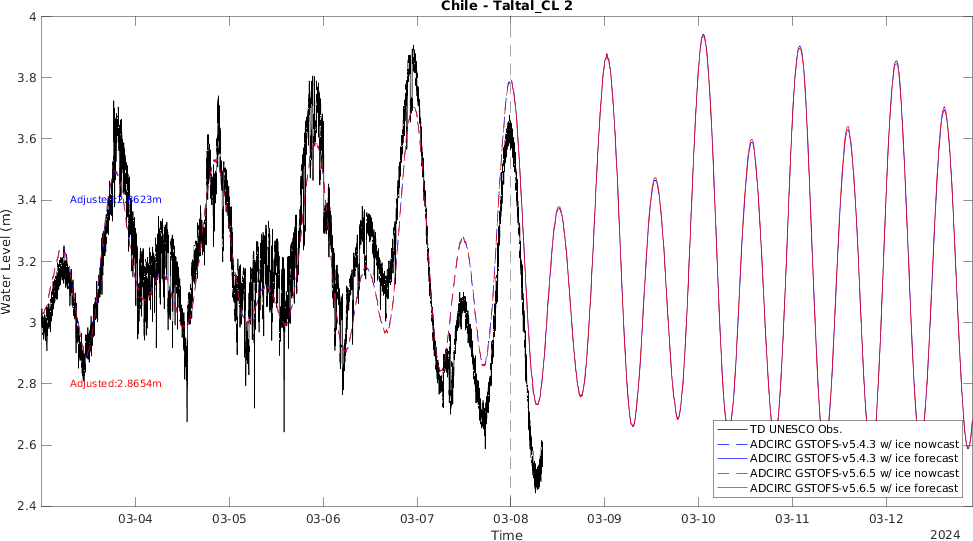 Chile - Taltal_CL 2
4
3.8
3.6
3.4
3.2
3
2.8
2.6
2.4
Water Level (m)
Adjusted:2.8623m
Adjusted:2.8654m
TD UNESCO Obs.
ADCIRC GSTOFS-v5.4.3 w/ ice nowcast
ADCIRC GSTOFS-v5.4.3 w/ ice forecast
ADCIRC GSTOFS-v5.6.5 w/ ice nowcast
ADCIRC GSTOFS-v5.6.5 w/ ice forecast
03-04 03-05 03-06 03-07 03-08 03-09 03-10 03-11 03-12
Time
2024